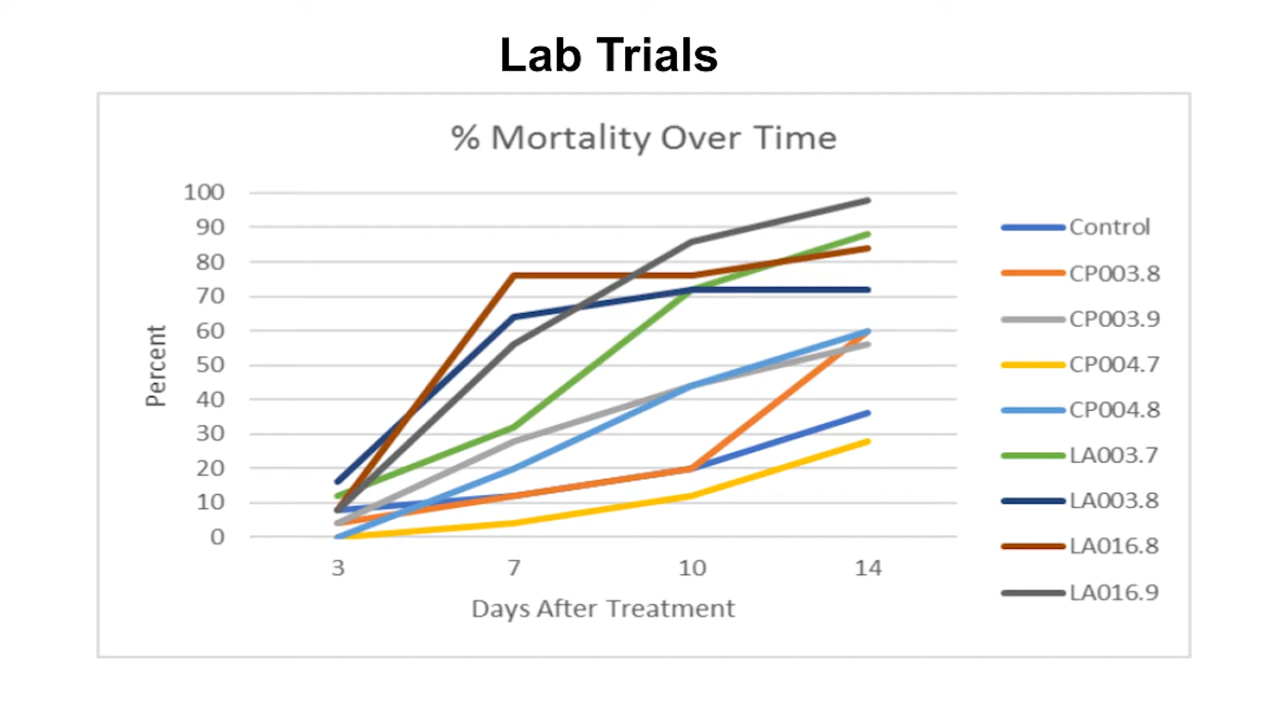 Lab Trials
% Mortality Over Time
100
90
80
70
60
50
40
30
20
10
0
Percent
3 7 10 14
Days After Treatment
Control
CP003.8
CP003.9
CP004.7
CP004.8
LA003.7
LA003.8
LA016.8
LA016.9